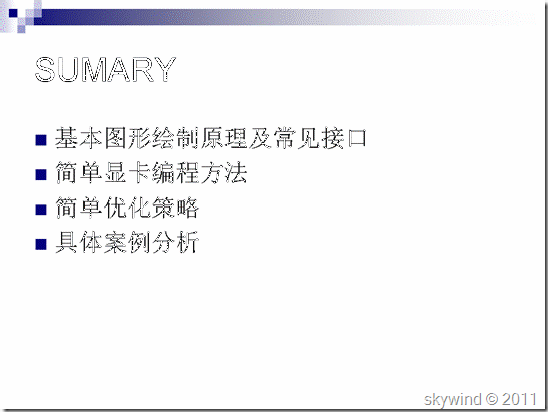 SUMARY
基本图形绘制原理及常见接口
简单显卡编程方法
简单优化策略
具体案例分析
skywind © 2011